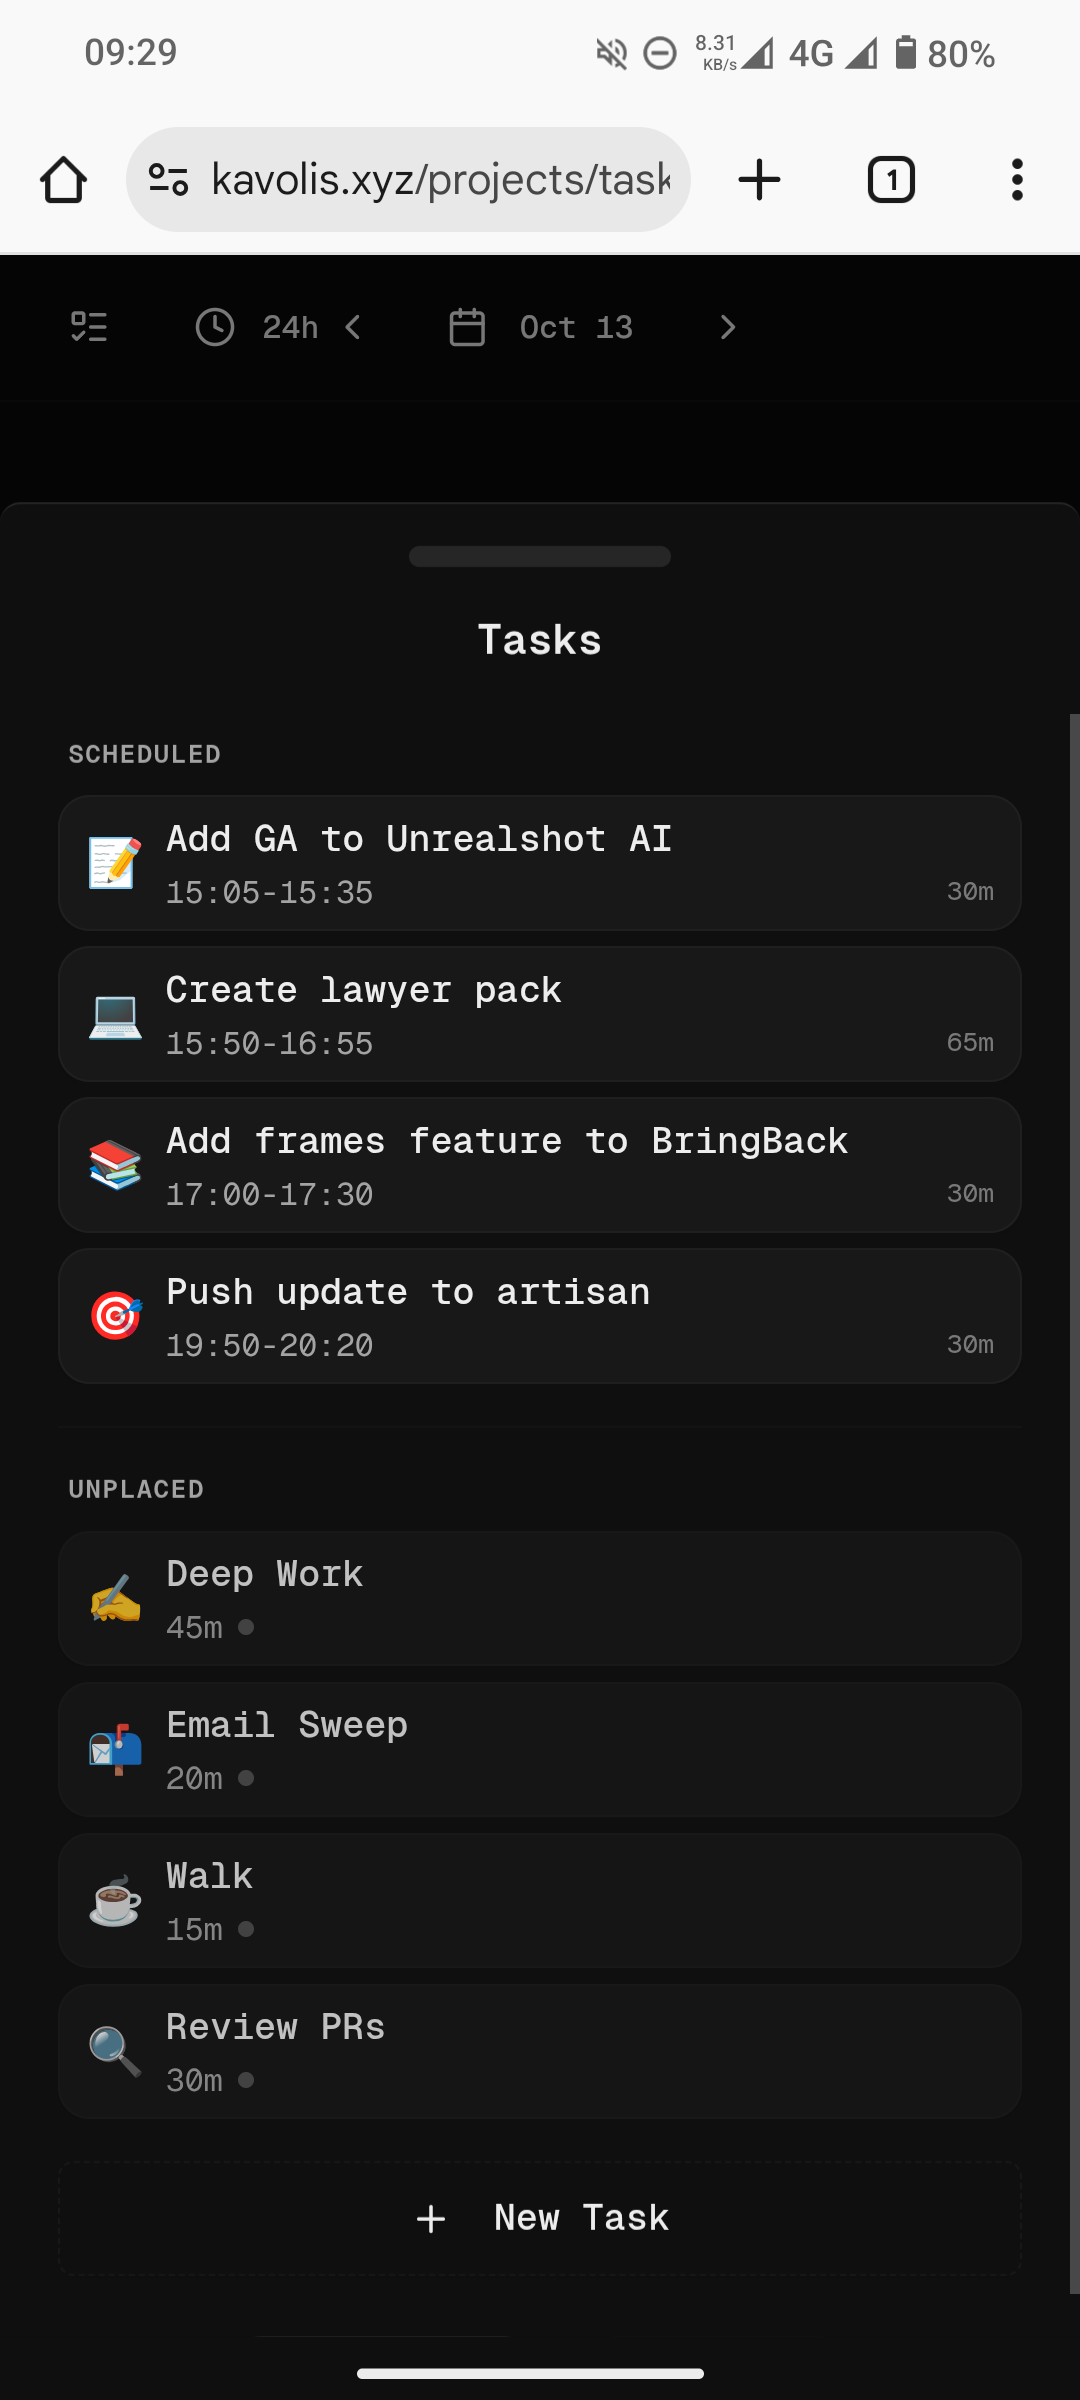 09:29
8.31 KB/s 4G 80%
kavolis.xyz/projects/task
1
24h
Oct 13
Tasks
SCHEDULED
Add GA to Unrealshot AI
15:05-15:35
30m
Create lawyer pack
15:50-16:55
65m
Add frames feature to BringBack
17:00-17:30
30m
Push update to artisan
19:50-20:20
30m
UNPLACED
Deep Work
45m
Email Sweep
20m
Walk
15m
Review PRs
30m
New Task